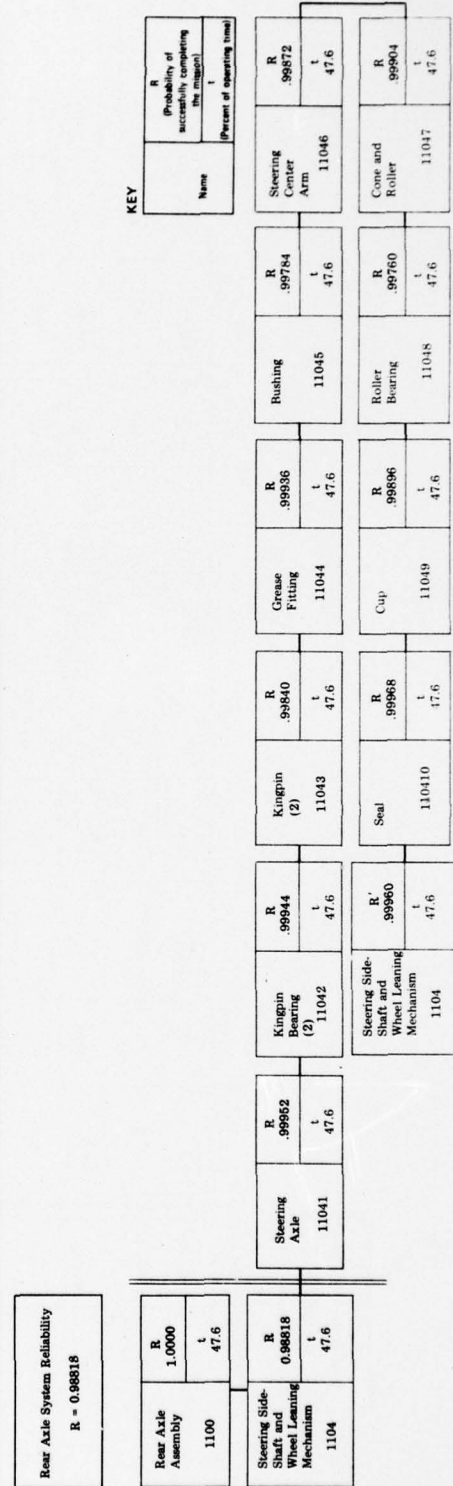 Rear Axle System Reliability
R = 0.98818
KEY
Name
R
(Probability of
successfully completing
the mission)
t
(Percent of operating time)
Rear Axle
Assembly
1100
R
1.0000
t
47.6
Steering Side-
Shaft and
Wheel Leaning
Mechanism
1104
R
0.98818
t
47.6
Steering
Axle
11041
R
.99952
t
47.6
Kingpin
Bearing
(2)
11042
R
.99944
t
47.6
Kingpin
(2)
11043
R
.99840
t
47.6
Grease
Fitting
11044
R
.99936
t
47.6
Bushing
11045
R
.99784
t
47.6
Steering
Center
Arm
11046
R
.99872
t
47.6
Steering Side-
Shaft and
Wheel Leaning
Mechanism
1104
R'
.99960
t
47.6
Seal
110410
R
.99968
t
47.6
Cup
11049
R
.99896
t
47.6
Roller
Bearing
11048
R
.99760
t
47.6
Cone and
Roller
11047
R
.99904
t
47.6